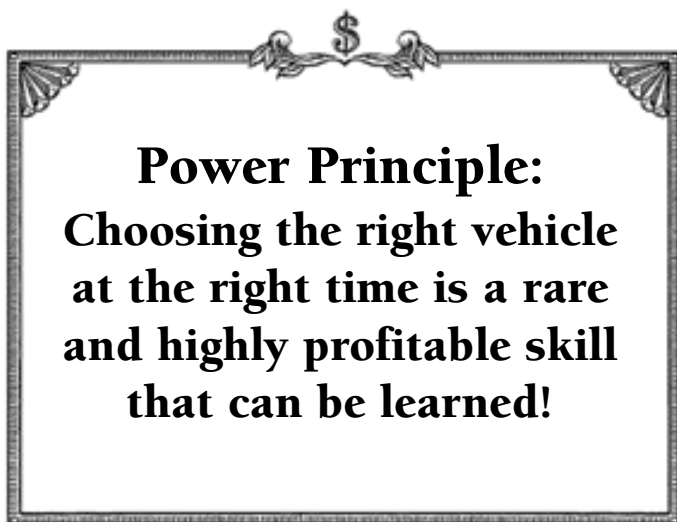 $
Power Principle:
Choosing the right vehicle
at the right time is a rare
and highly profitable skill
that can be learned!